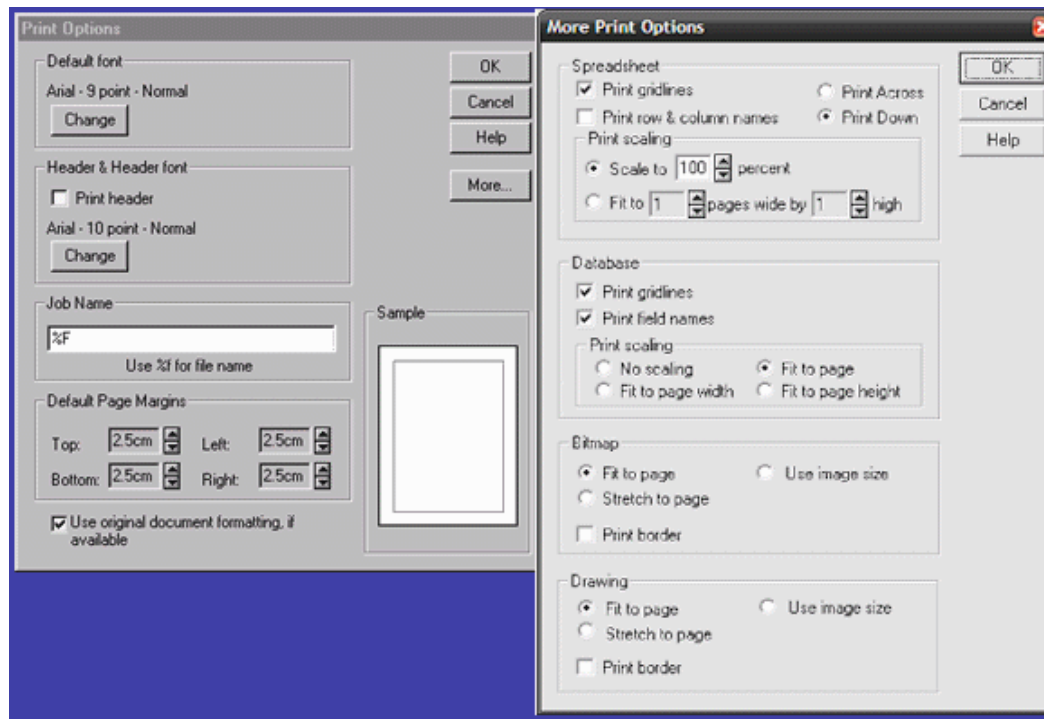 Print Options
Default font
Arial - 9 point - Normal
Change
Header & Header font
Print header
Arial - 10 point - Normal
Change
Job Name
%F
Use %f for file name
Default Page Margins
Top: 2.5cm Left: 2.5cm
Bottom: 2.5cm Right: 2.5cm
Use original document formatting, if
available
OK
Cancel
Help
More...
Sample
More Print Options
Spreadsheet
Print gridlines Print Across
Print row & column names Print Down
Print scaling
Scale to 100 percent
Fit to 1 pages wide by 1 high
Database
Print gridlines
Print field names
Print scaling
No scaling Fit to page
Fit to page width Fit to page height
Bitmap
Fit to page Use image size
Stretch to page
Print border
Drawing
Fit to page Use image size
Stretch to page
Print border
OK
Cancel
Help